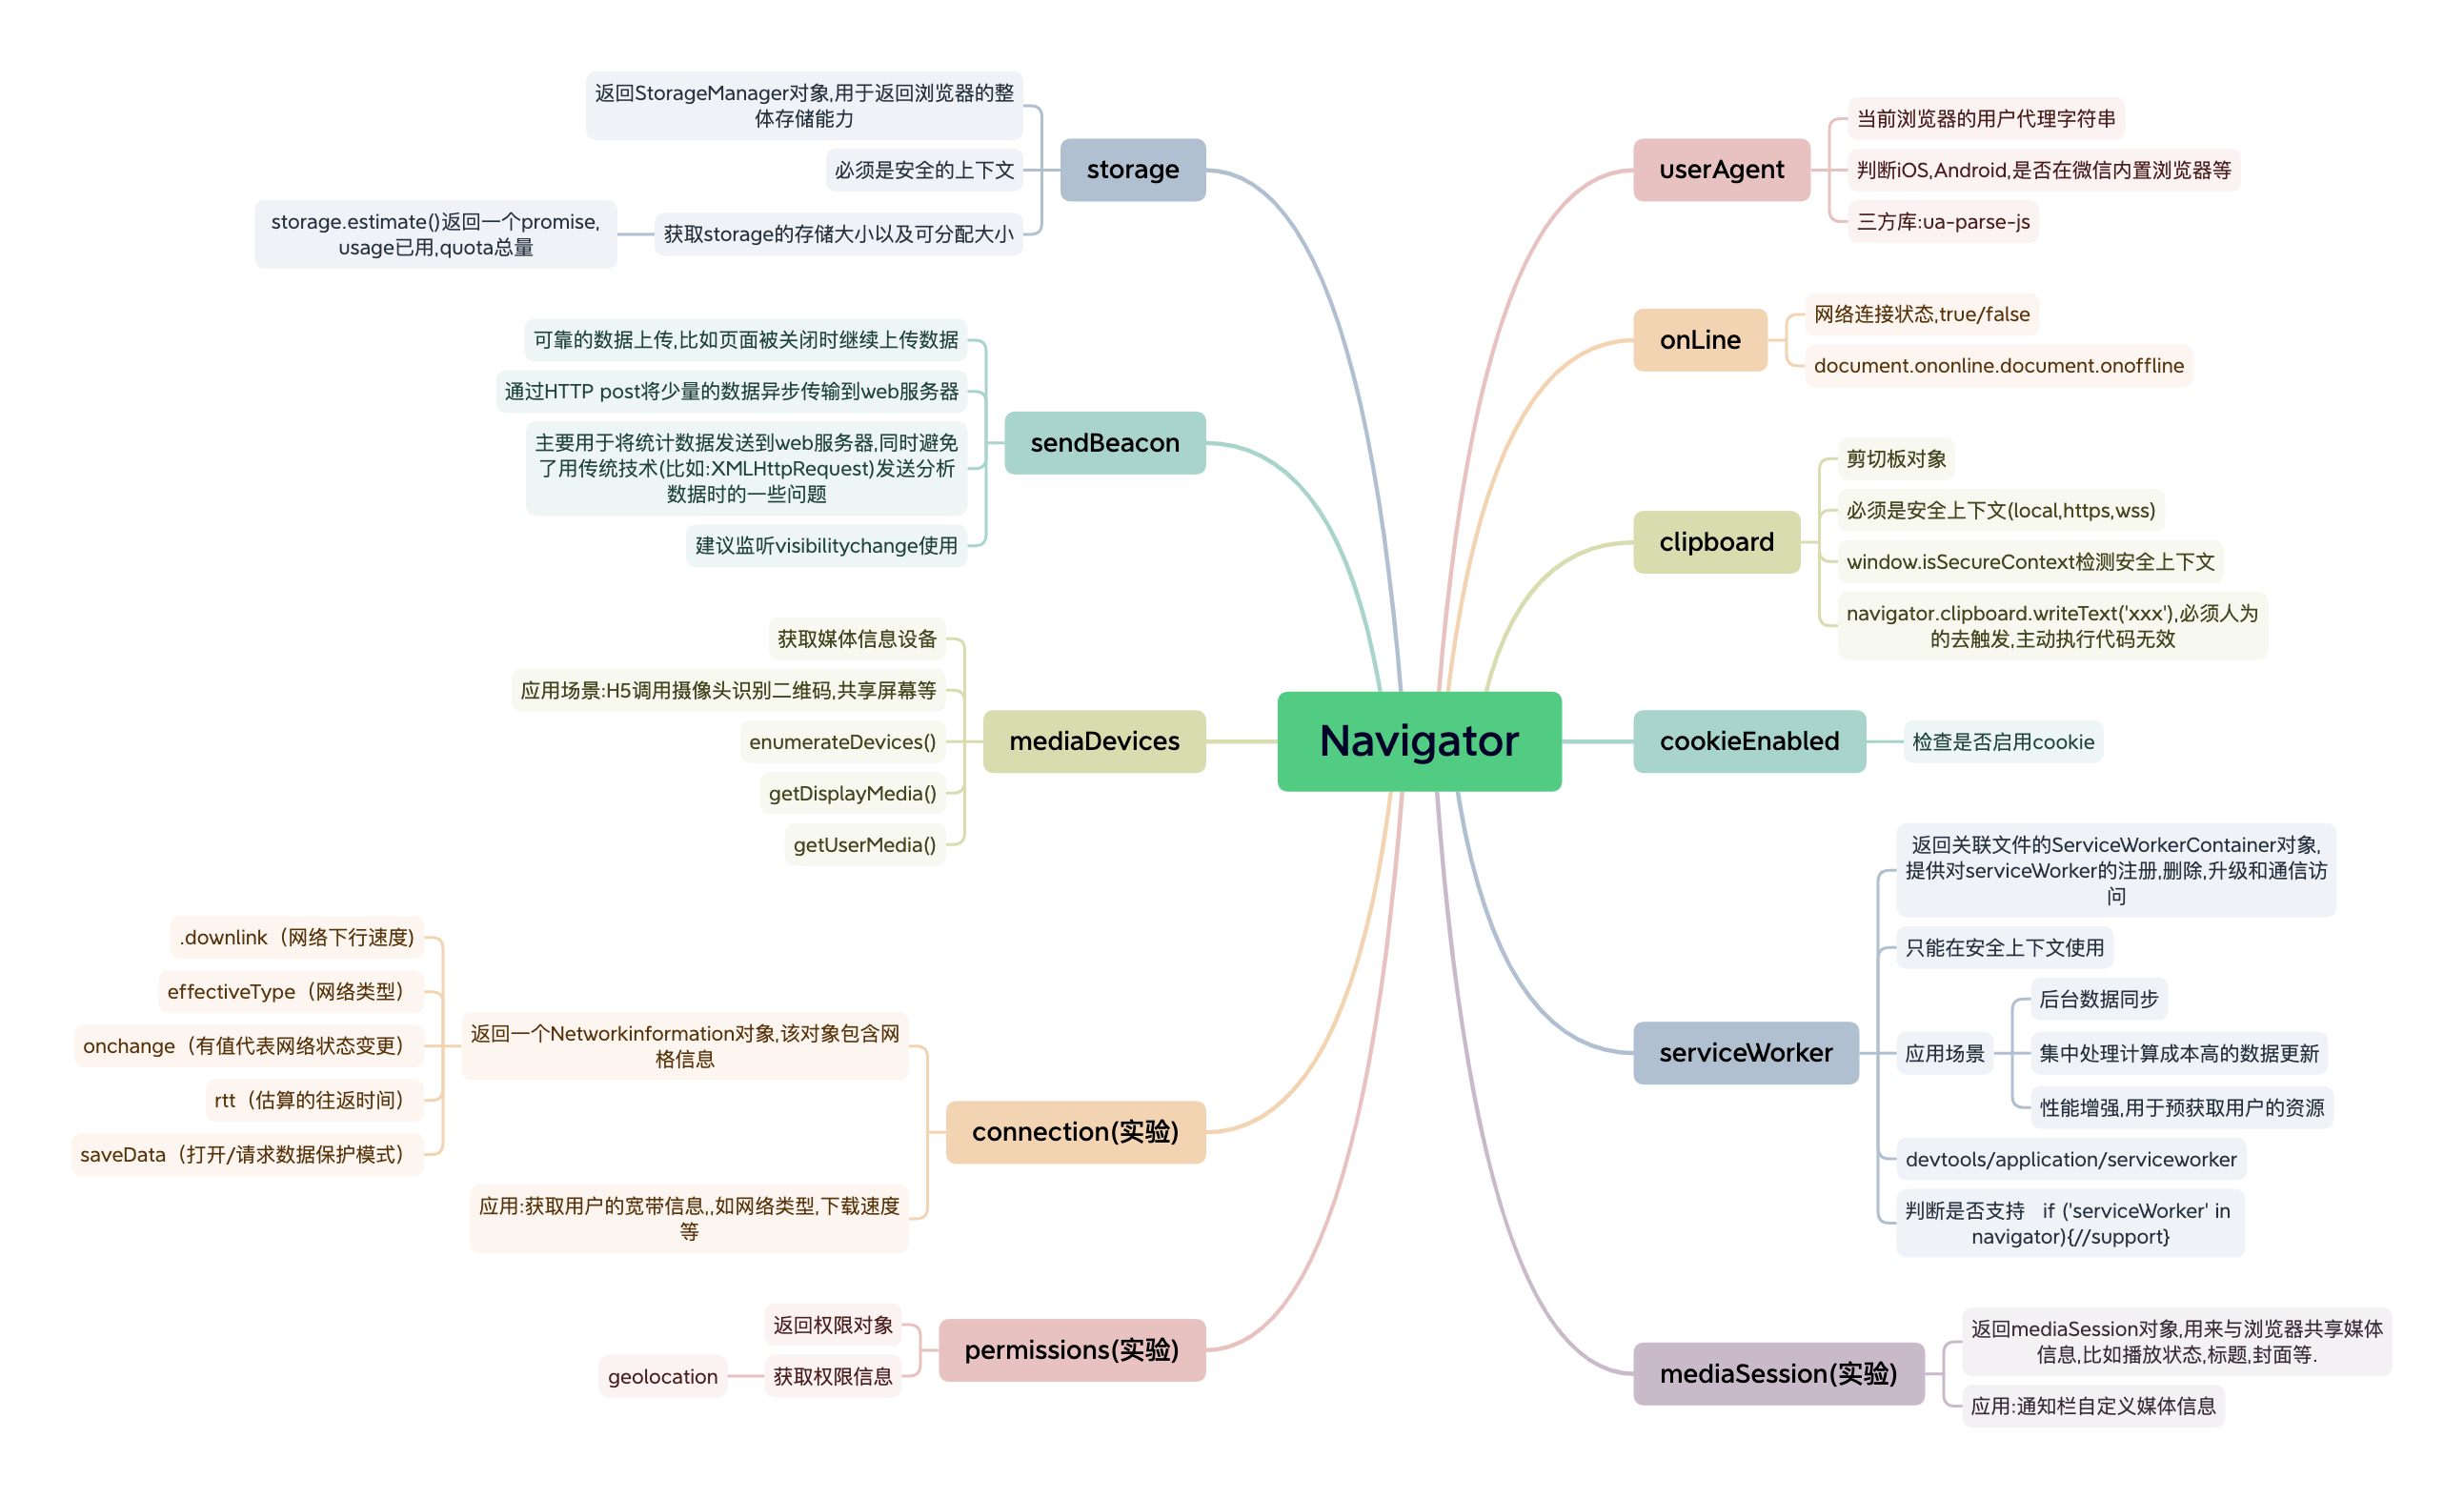 Navigator
userAgent
当前浏览器的用户代理字符串
判断iOS,Android,是否在微信内置浏览器等
三方库:ua-parse-js
onLine
网络连接状态,true/false
document.ononline.document.onoffline
clipboard
剪切板对象
必须是安全上下文(local,https,wss)
window.isSecureContext检测安全上下文
navigator.clipboard.writeText('xxx'),必须人为
的去触发,主动执行代码无效
cookieEnabled
检查是否启用cookie
serviceWorker
返回关联文件的ServiceWorkerContainer对象,
提供对serviceWorker的注册,删除,升级和通信访
问
只能在安全上下文使用
应用场景
后台数据同步
集中处理计算成本高的数据更新
性能增强,用于预获取用户的资源
devtools/application/serviceworker
判断是否支持   if ('serviceWorker' in
navigator){//support}
mediaSession(实验)
返回mediaSession对象,用来与浏览器共享媒体
信息,比如播放状态,标题,封面等.
应用:通知栏自定义媒体信息
storage
返回StorageManager对象,用于返回浏览器的整
体存储能力
必须是安全的上下文
获取storage的存储大小以及可分配大小
storage.estimate()返回一个promise,
usage已用,quota总量
sendBeacon
可靠的数据上传,比如页面被关闭时继续上传数据
通过HTTP post将少量的数据异步传输到web服务器
主要用于将统计数据发送到web服务器,同时避免
了用传统技术(比如:XMLHttpRequest)发送分析
数据时的一些问题
建议监听visibilitychange使用
mediaDevices
获取媒体信息设备
应用场景:H5调用摄像头识别二维码,共享屏幕等
enumerateDevices()
getDisplayMedia()
getUserMedia()
connection(实验)
返回一个Networkinformation对象,该对象包含网
格信息
.downlink（网络下行速度)
effectiveType（网络类型）
onchange（有值代表网络状态变更）
rtt（估算的往返时间）
saveData（打开/请求数据保护模式）
应用:获取用户的宽带信息,,如网络类型,下载速度
等
permissions(实验)
返回权限对象
获取权限信息
geolocation